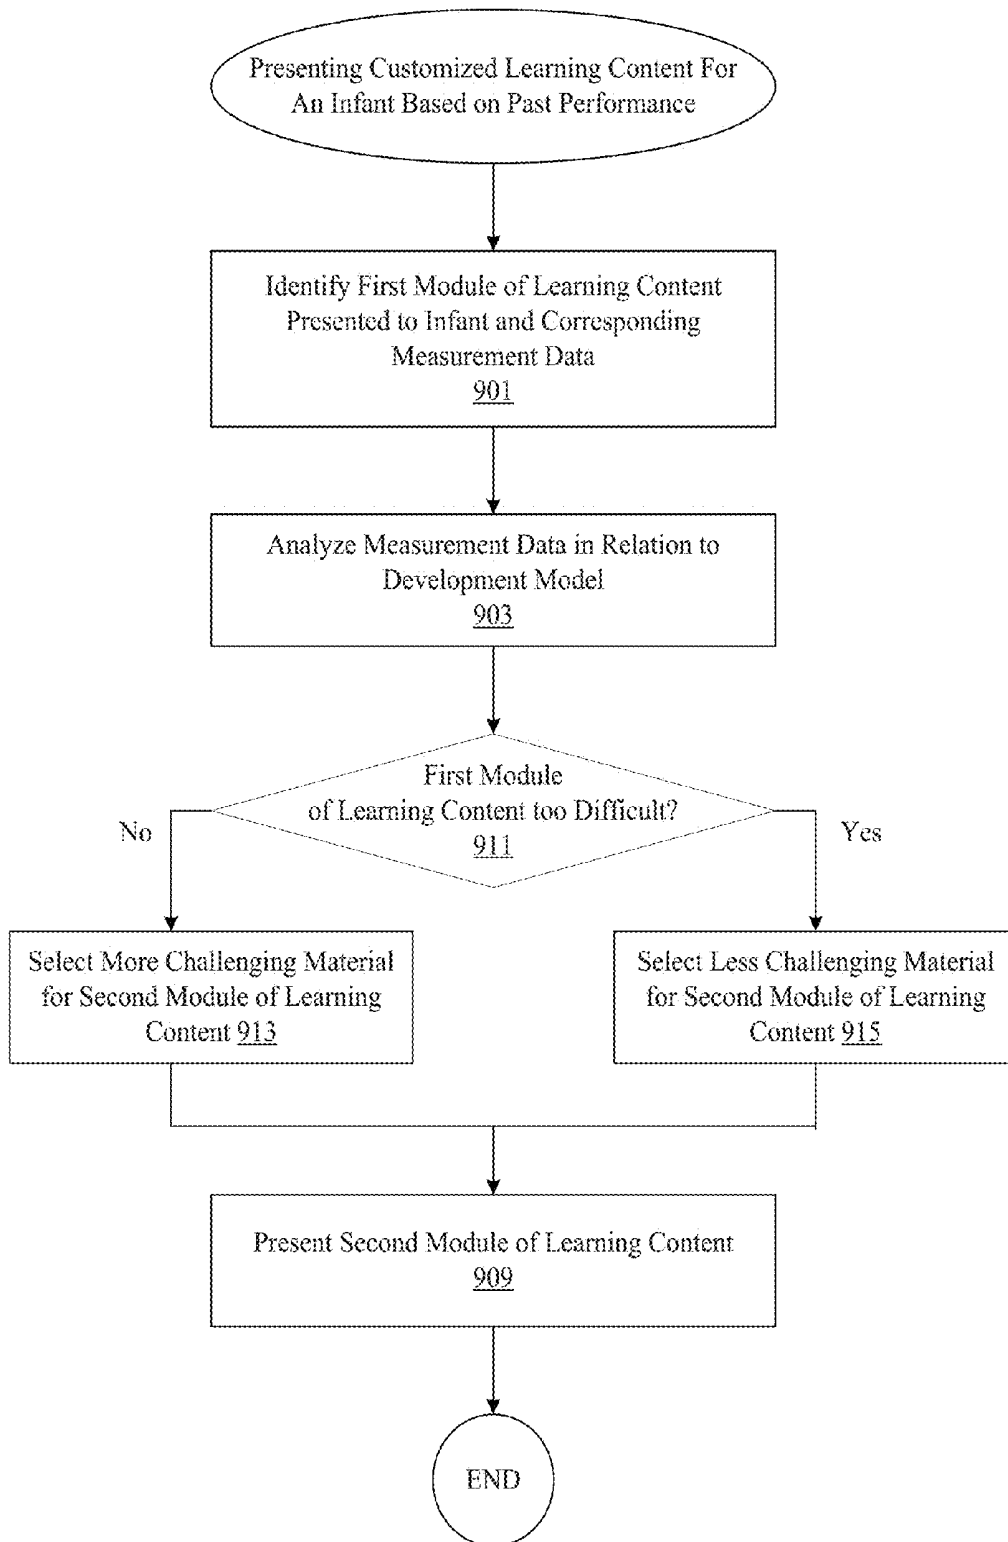 Presenting Customized Learning Content For
An Infant Based on Past Performance
Identify First Module of Learning Content
Presented to Infant and Corresponding
Measurement Data
901
Analyze Measurement Data in Relation to
Development Model
903
First Module
of Learning Content too Difficult?
911
No
Yes
Select More Challenging Material
for Second Module of Learning
Content 913
Select Less Challenging Material
for Second Module of Learning
Content 915
Present Second Module of Learning Content
909
END